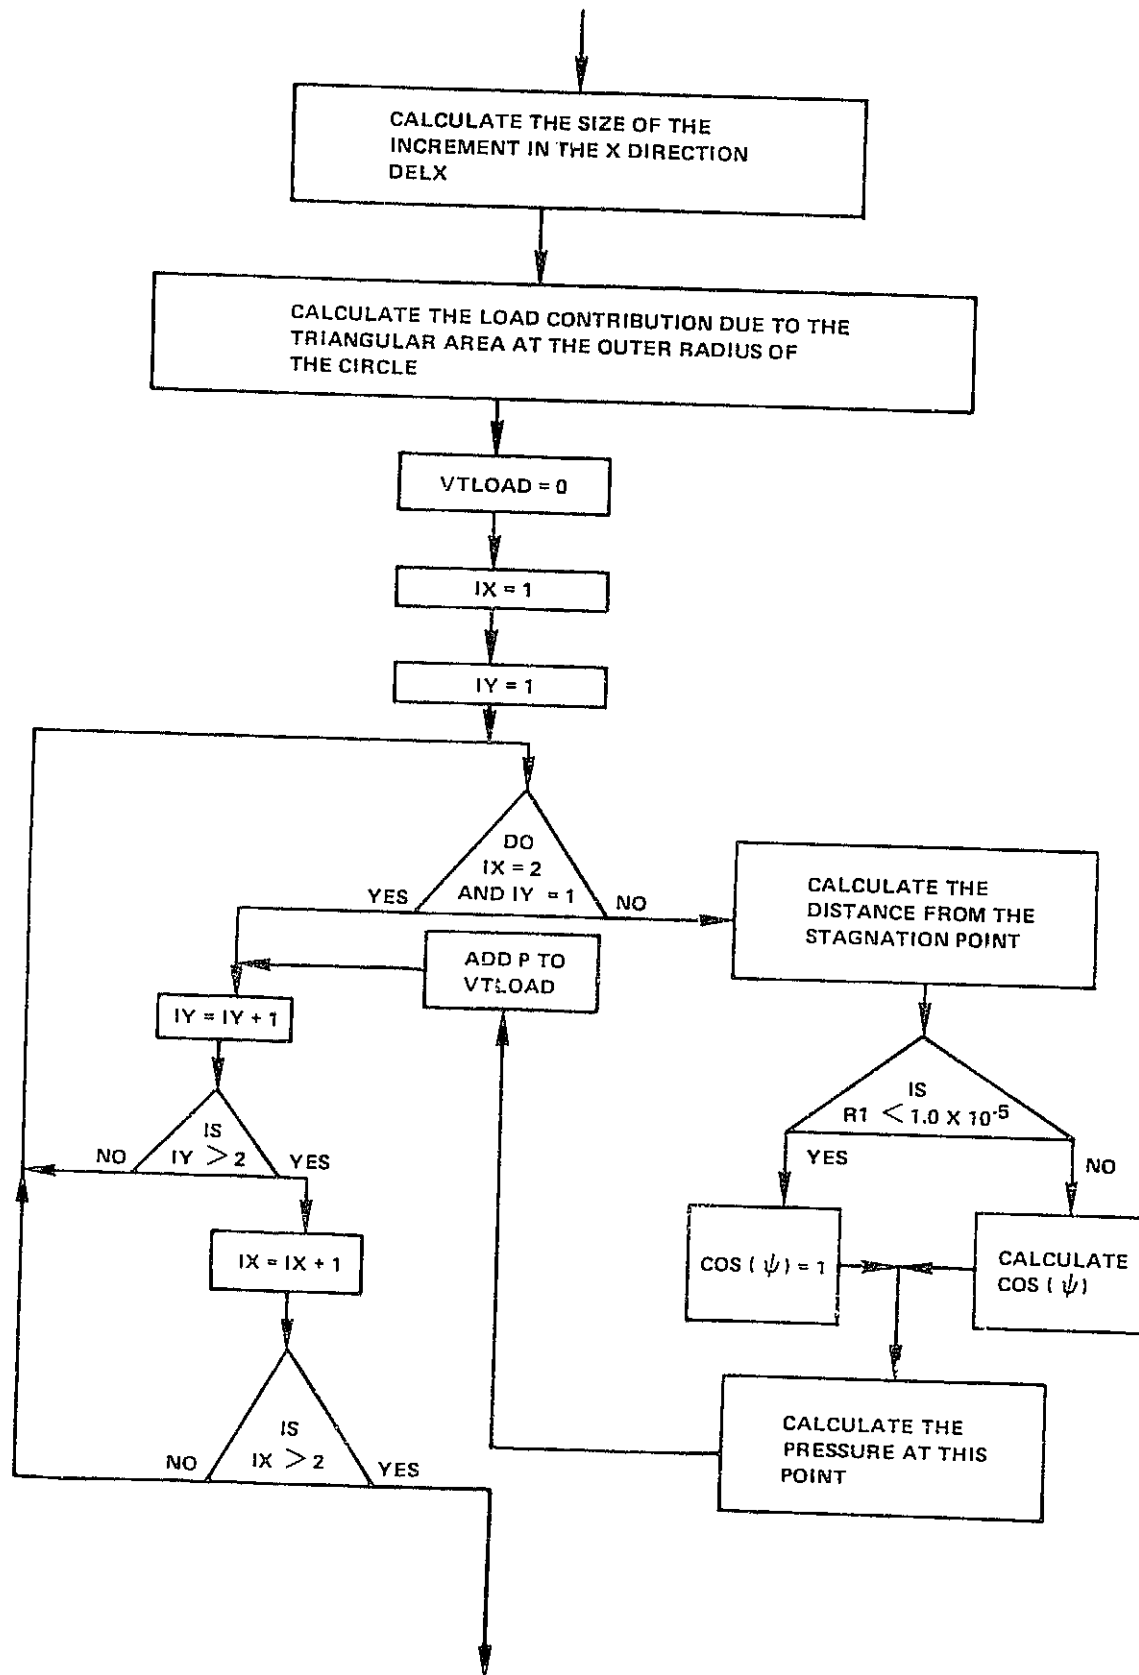 CALCULATE THE SIZE OF THE
INCREMENT IN THE X DIRECTION
DELX
CALCULATE THE LOAD CONTRIBUTION DUE TO THE
TRIANGULAR AREA AT THE OUTER RADIUS OF
THE CIRCLE
VTLOAD = 0
IX = 1
IY = 1
DO
IX = 2
AND IY = 1
YES
NO
CALCULATE THE
DISTANCE FROM THE
STAGNATION POINT
ADD P TO
VTLOAD
IY = IY + 1
IS
R1 < 1.0 X 10⁻⁵
YES
NO
IS
IY > 2
NO
YES
IX = IX + 1
COS ( ψ ) = 1
CALCULATE
COS ( ψ )
IS
IX > 2
NO
YES
CALCULATE THE
PRESSURE AT THIS
POINT